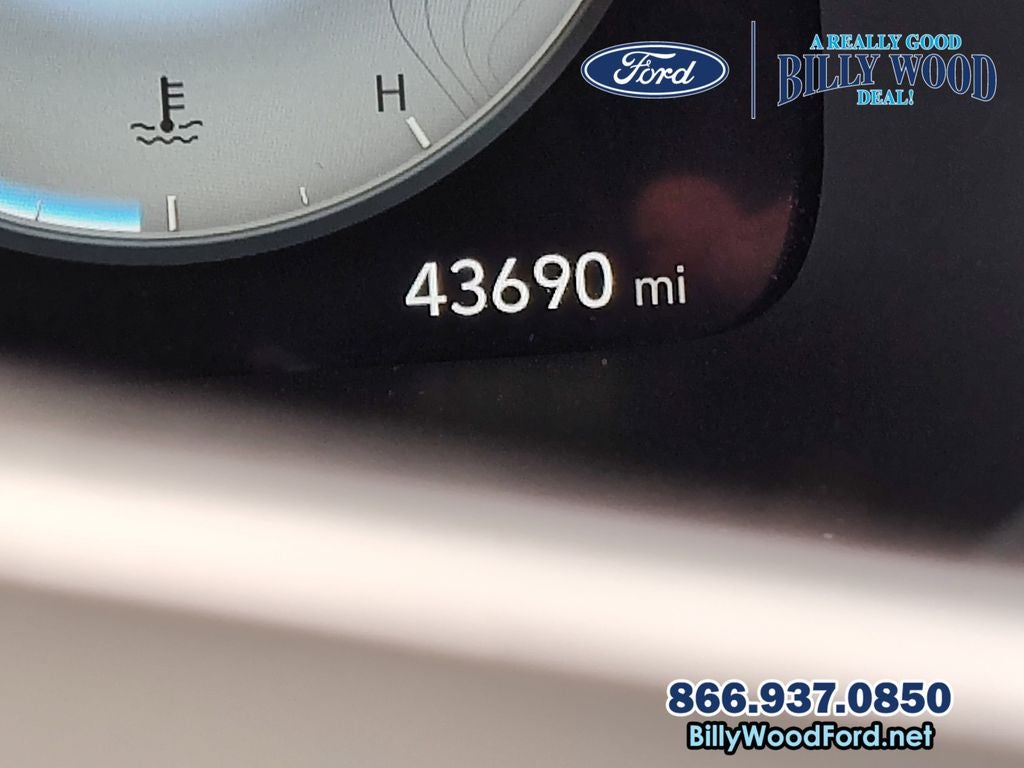 Ford
A REALLY GOOD
BILLY WOOD
DEAL!
H
43690 mi
866.937.0850
BillyWoodFord.net